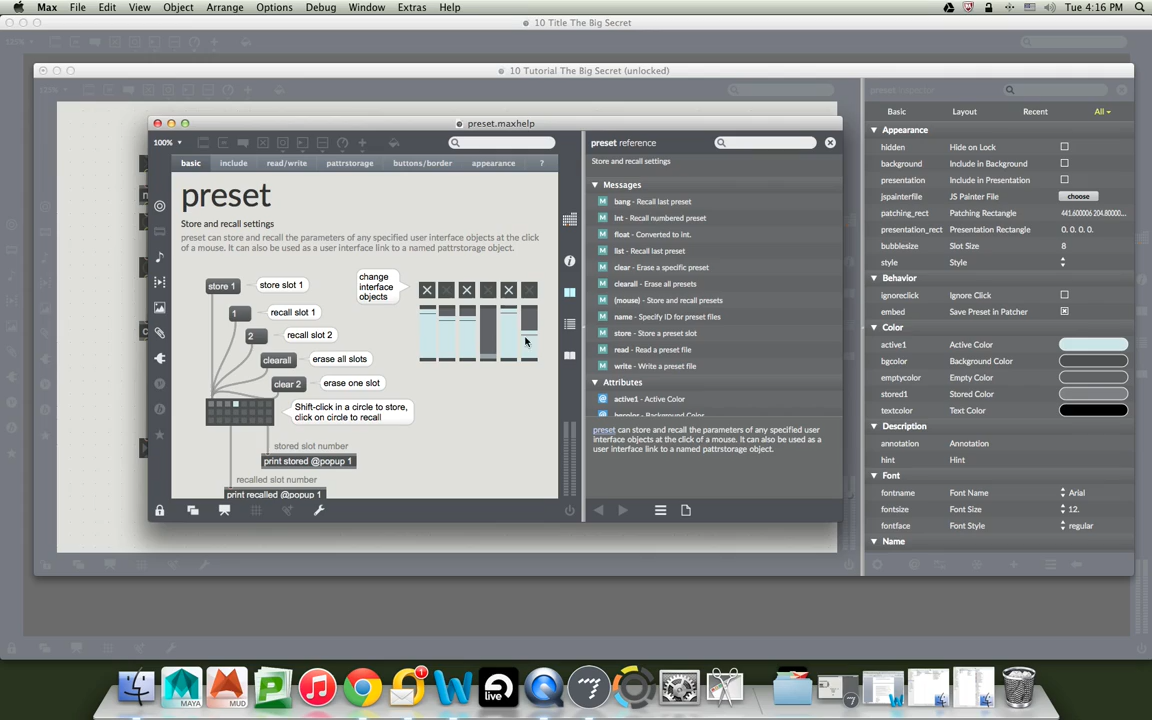 Max File Edit View Object Arrange Options Debug Window Extras Help
Tue 4:16 PM
10 Title The Big Secret
125%
10 Tutorial The Big Secret (unlocked)
preset inspector
Basic Layout Recent All
Appearance
hidden Hide on Lock
background Include in Background
presentation Include in Presentation
jspainterfile JS Painter File choose
patching_rect Patching Rectangle 441.600006 204.80000...
presentation_rect Presentation Rectangle 0. 0. 0. 0.
bubblesize Slot Size 8
style Style
Behavior
ignoreclick Ignore Click
embed Save Preset in Patcher
Color
active1 Active Color
bgcolor Background Color
emptycolor Empty Color
stored1 Stored Color
textcolor Text Color
Description
annotation Annotation
hint Hint
Font
fontname Font Name Arial
fontsize Font Size 12.
fontface Font Style regular
Name
preset.maxhelp
100%
basic include read/write pattrstorage buttons/border appearance ?
preset
Store and recall settings
preset can store and recall the parameters of any specified user interface objects at the click
of a mouse. It can also be used as a user interface link to a named pattrstorage object.
store 1 store slot 1
change
interface
objects
1 recall slot 1
2 recall slot 2
clearall erase all slots
clear 2 erase one slot
Shift-click in a circle to store,
click on circle to recall
stored slot number
print stored @popup 1
recalled slot number
print recalled @popup 1
preset reference
Store and recall settings
Messages
M bang - Recall last preset
M int - Recall numbered preset
M float - Converted to int.
M list - Recall last preset
M clear - Erase a specific preset
M clearall - Erase all presets
M (mouse) - Store and recall presets
M name - Specify ID for preset files
M store - Store a preset slot
M read - Read a preset file
M write - Write a preset file
Attributes
@ active1 - Active Color
@ bgcolor - Background Color
preset can store and recall the parameters of any specified user
interface objects at the click of a mouse. It can also be used as a
user interface link to a named pattrstorage object.
MAYA MUD P 1 W live 7